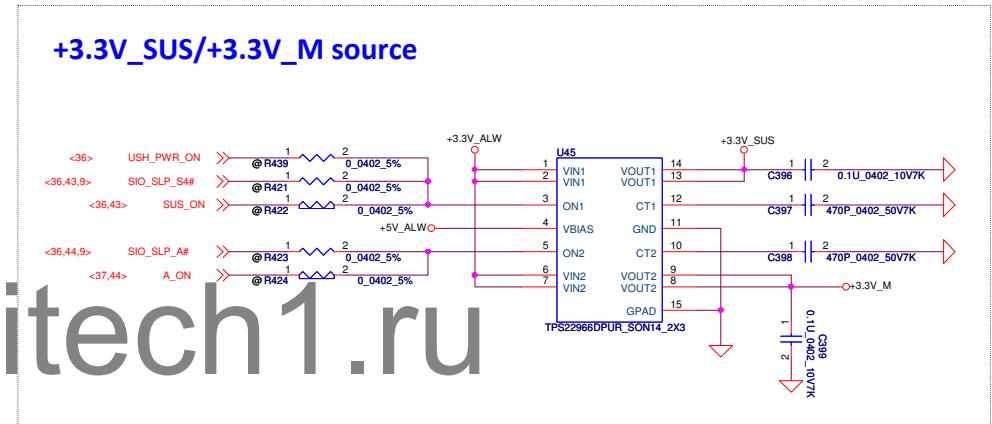 +3.3V_SUS/+3.3V_M source
+3.3V_ALW
+3.3V_SUS
U45
<36> USH_PWR_ON 1 2
@ R439 0_0402_5%
<36,43,9> SIO_SLP_S4# 1 2
@ R421 0_0402_5%
<36,43> SUS_ON 1 2
@ R422 0_0402_5%
+5V_ALW
<36,44,9> SIO_SLP_A# 1 2
@ R423 0_0402_5%
<37,44> A_ON 1 2
@ R424 0_0402_5%
1 VIN1 VOUT1 14
2 VIN1 VOUT1 13
3 ON1 CT1 12
4 VBIAS GND 11
5 ON2 CT2 10
6 VIN2 VOUT2 9
7 VIN2 VOUT2 8
GPAD 15
TPS22966DPUR_SON14_2X3
1 2
C396 0.1U_0402_10V7K
1 2
C397 470P_0402_50V7K
1 2
C398 470P_0402_50V7K
+3.3V_M
1 2
C399
0.1U_0402_10V7K
itech1.ru